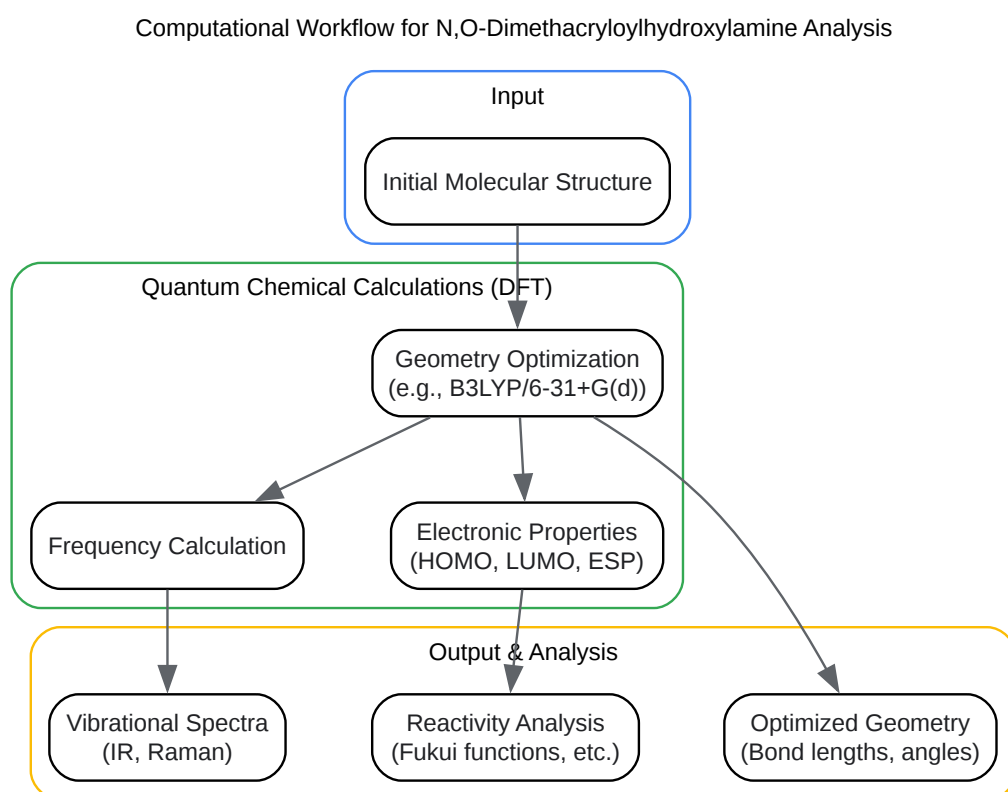 Computational Workflow for N,O-Dimethacryloylhydroxylamine Analysis
Input
Initial Molecular Structure
Quantum Chemical Calculations (DFT)
Geometry Optimization
(e.g., B3LYP/6-31+G(d))
Frequency Calculation
Electronic Properties
(HOMO, LUMO, ESP)
Output & Analysis
Vibrational Spectra
(IR, Raman)
Reactivity Analysis
(Fukui functions, etc.)
Optimized Geometry
(Bond lengths, angles)